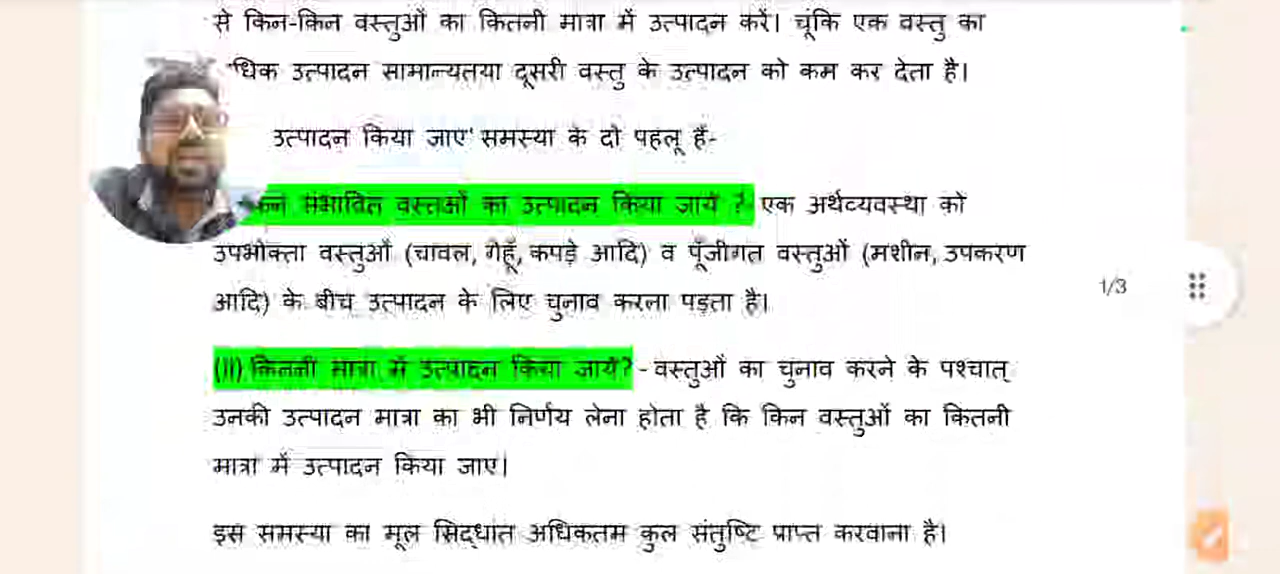 से किन-किन वस्तुओं का कितनी मात्रा में उत्पादन करें। चूंकि एक वस्तु का
धिक उत्पादन सामान्यतया दूसरी वस्तु के उत्पादन को कम कर देता है।
उत्पादन किया जाए' समस्या के दो पहलू हैं-
संभावित वस्तुओं का उत्पादन किया जाये ?- एक अर्थव्यवस्था को
उपभोक्ता वस्तुओं (चावल, गेहूँ, कपड़े आदि) व पूँजीगत वस्तुओं (मशीन, उपकरण
आदि) के बीच उत्पादन के लिए चुनाव करना पड़ता है।
1/3
(II) कितनी मात्रा में उत्पादन किया जाये? - वस्तुओं का चुनाव करने के पश्चात्
उनकी उत्पादन मात्रा का भी निर्णय लेना होता है कि किन वस्तुओं का कितनी
मात्रा में उत्पादन किया जाए।
इस समस्या का मूल सिद्धांत अधिकतम कुल संतुष्टि प्राप्त करवाना है।